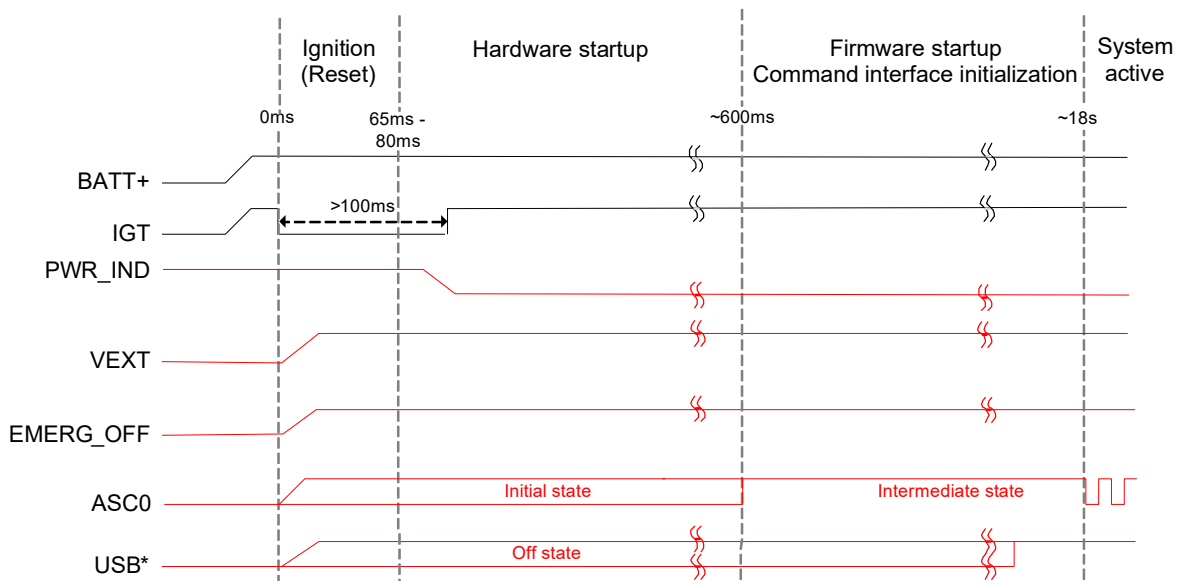 Ignition
(Reset)
Hardware startup
Firmware startup
Command interface initialization
System
active
0ms
65ms -
80ms
~600ms
~18s
BATT+
>100ms
IGT
PWR_IND
VEXT
EMERG_OFF
ASC0
Initial state
Intermediate state
USB*
Off state